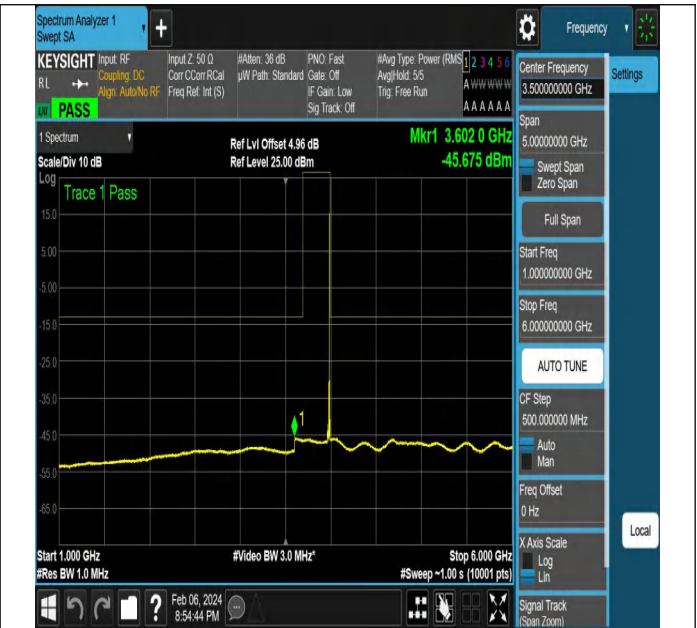 Spectrum Analyzer 1
Swept SA
+
Frequency
KEYSIGHT
Input: RF
Coupling: DC
Align: Auto/No RF
Input Z: 50 Ω
Corr CCorr RCal
Freq Ref: Int (S)
#Atten: 36 dB
µW Path: Standard
PNO: Fast
Gate: Off
IF Gain: Low
Sig Track: Off
#Avg Type: Power (RMS
Avg|Hold: 5/5
Trig: Free Run
1 2 3 4 5 6
A W W W W W
A A A A A A
R L
PASS
1 Spectrum
Scale/Div 10 dB
Ref Lvl Offset 4.96 dB
Ref Level 25.00 dBm
Mkr1 3.602 0 GHz
-45.675 dBm
Log
Trace 1 Pass
15.0
5.00
-5.00
-15.0
-25.0
-35.0
-45.0
-55.0
-65.0
1
Start 1.000 GHz
#Res BW 1.0 MHz
#Video BW 3.0 MHz*
Stop 6.000 GHz
#Sweep ~1.00 s (10001 pts)
Feb 06, 2024
8:54:44 PM
?
Center Frequency
3.500000000 GHz
Settings
Span
5.00000000 GHz
Swept Span
Zero Span
Full Span
Start Freq
1.000000000 GHz
Stop Freq
6.000000000 GHz
AUTO TUNE
CF Step
500.000000 MHz
Auto
Man
Freq Offset
0 Hz
X Axis Scale
Log
Lin
Local
Signal Track
(Span Zoom)